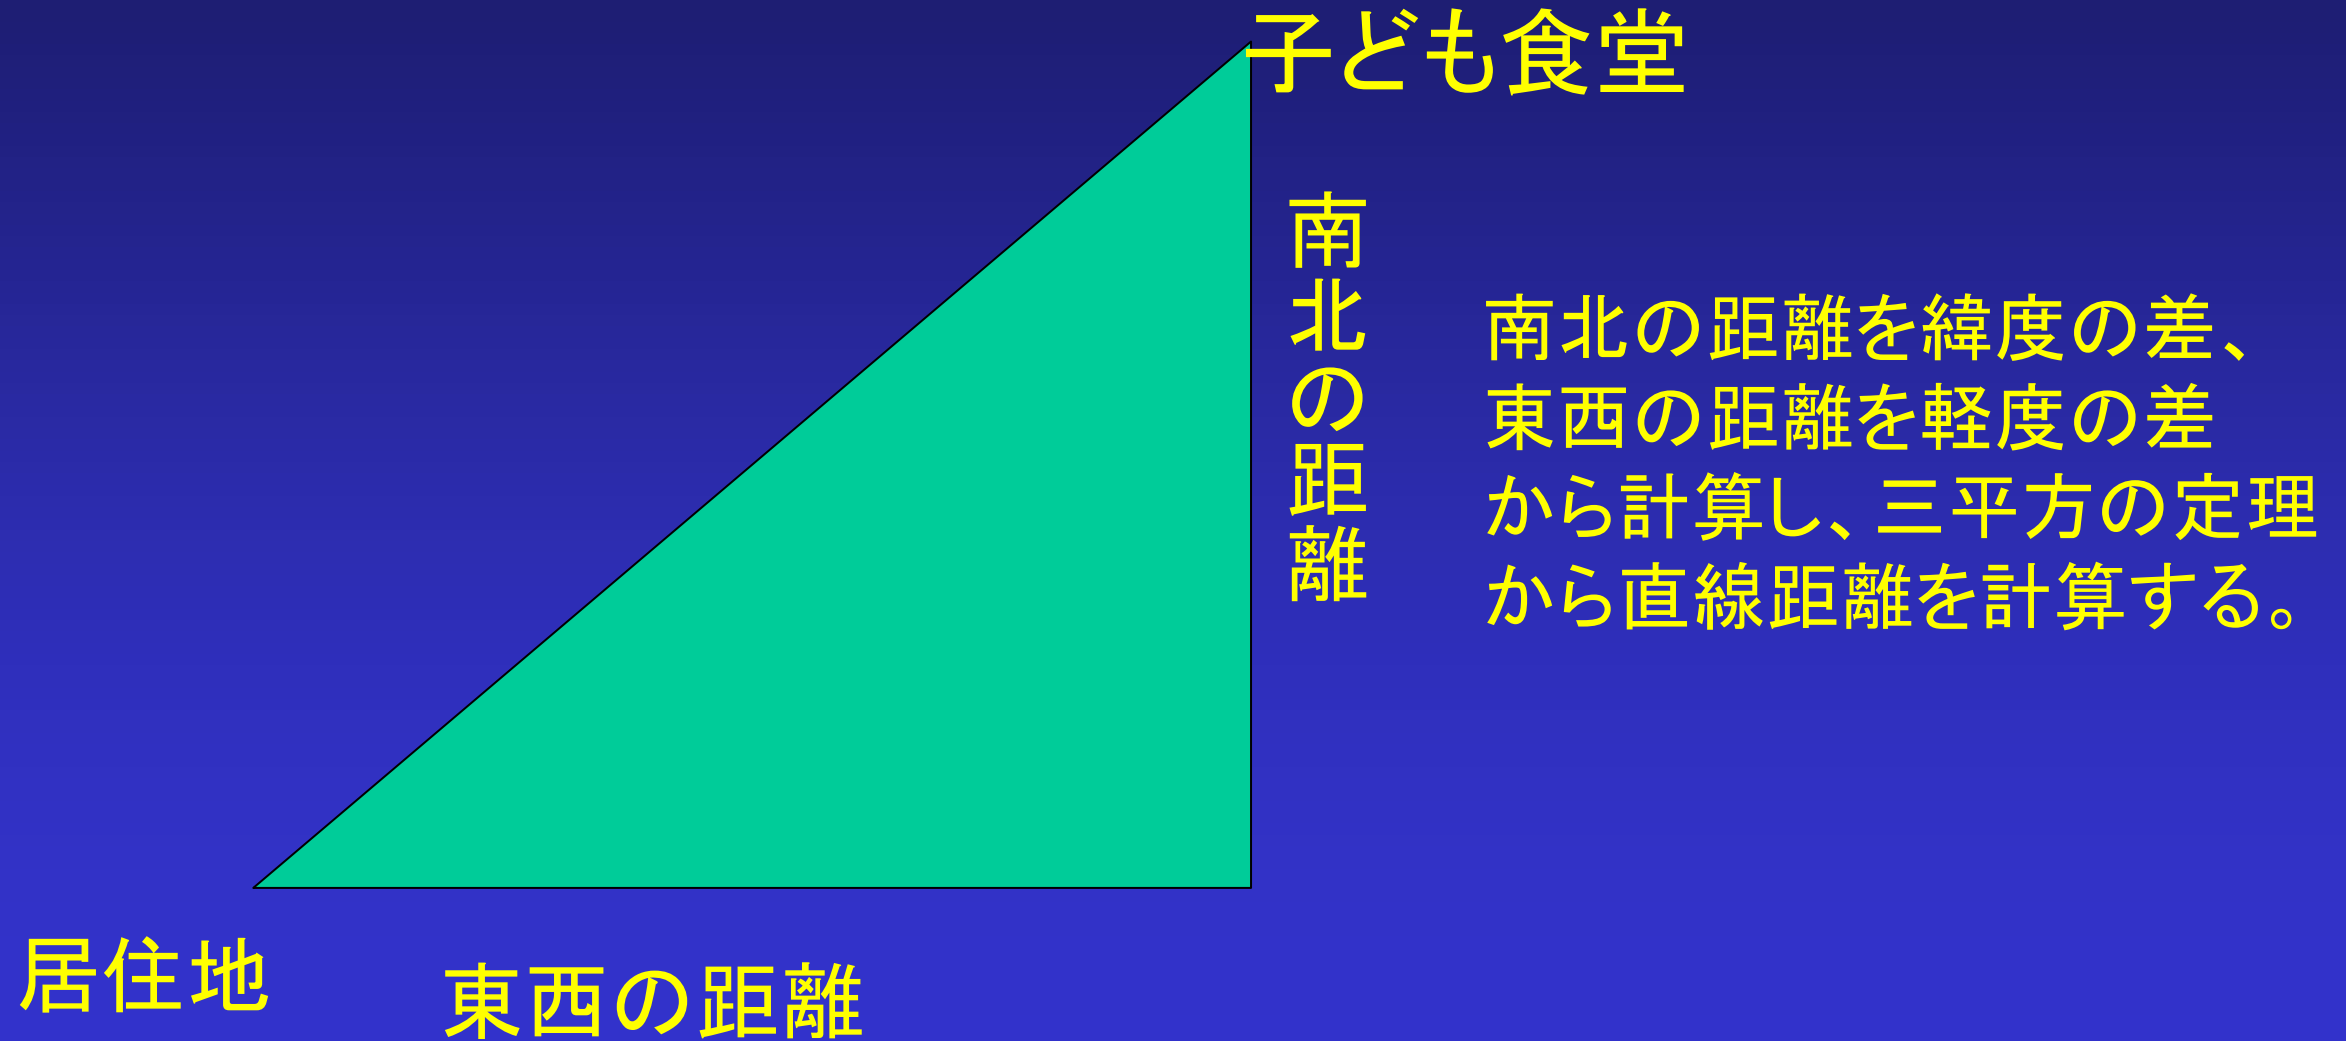 子ども食堂
南北の距離
南北の距離を緯度の差、
東西の距離を軽度の差
から計算し、三平方の定理
から直線距離を計算する。
居住地
東西の距離